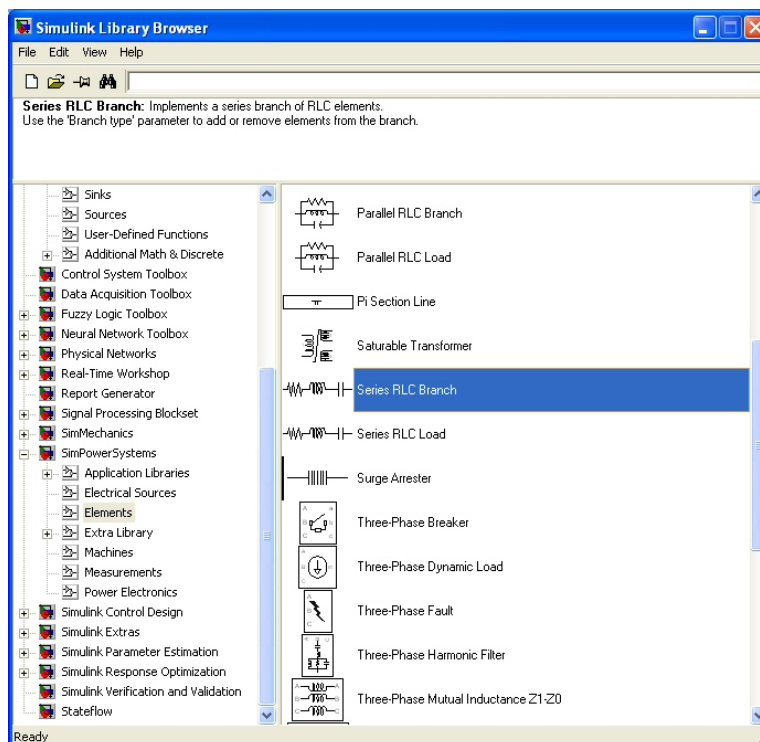 Simulink Library Browser
File Edit View Help
Series RLC Branch: Implements a series branch of RLC elements.
Use the 'Branch type' parameter to add or remove elements from the branch.
Sinks
Sources
User-Defined Functions
Additional Math & Discrete
Control System Toolbox
Data Acquisition Toolbox
Fuzzy Logic Toolbox
Neural Network Toolbox
Physical Networks
Real-Time Workshop
Report Generator
Signal Processing Blockset
SimMechanics
SimPowerSystems
Application Libraries
Electrical Sources
Elements
Extra Library
Machines
Measurements
Power Electronics
Simulink Control Design
Simulink Extras
Simulink Parameter Estimation
Simulink Response Optimization
Simulink Verification and Validation
Stateflow
Parallel RLC Branch
Parallel RLC Load
Pi Section Line
Saturable Transformer
Series RLC Branch
Series RLC Load
Surge Arrester
Three-Phase Breaker
Three-Phase Dynamic Load
Three-Phase Fault
Three-Phase Harmonic Filter
Three-Phase Mutual Inductance Z1-Z0
Ready